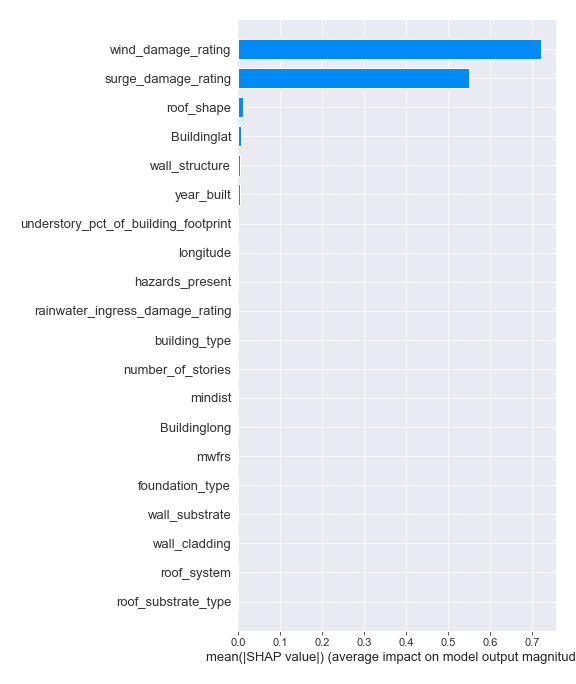 wind_damage_rating
surge_damage_rating
roof_shape
Buildinglat
wall_structure
year_built
understory_pct_of_building_footprint
longitude
hazards_present
rainwater_ingress_damage_rating
building_type
number_of_stories
mindist
Buildinglong
mwfrs
foundation_type
wall_substrate
wall_cladding
roof_system
roof_substrate_type
0.0 0.1 0.2 0.3 0.4 0.5 0.6 0.7
mean(|SHAP value|) (average impact on model output magnitud